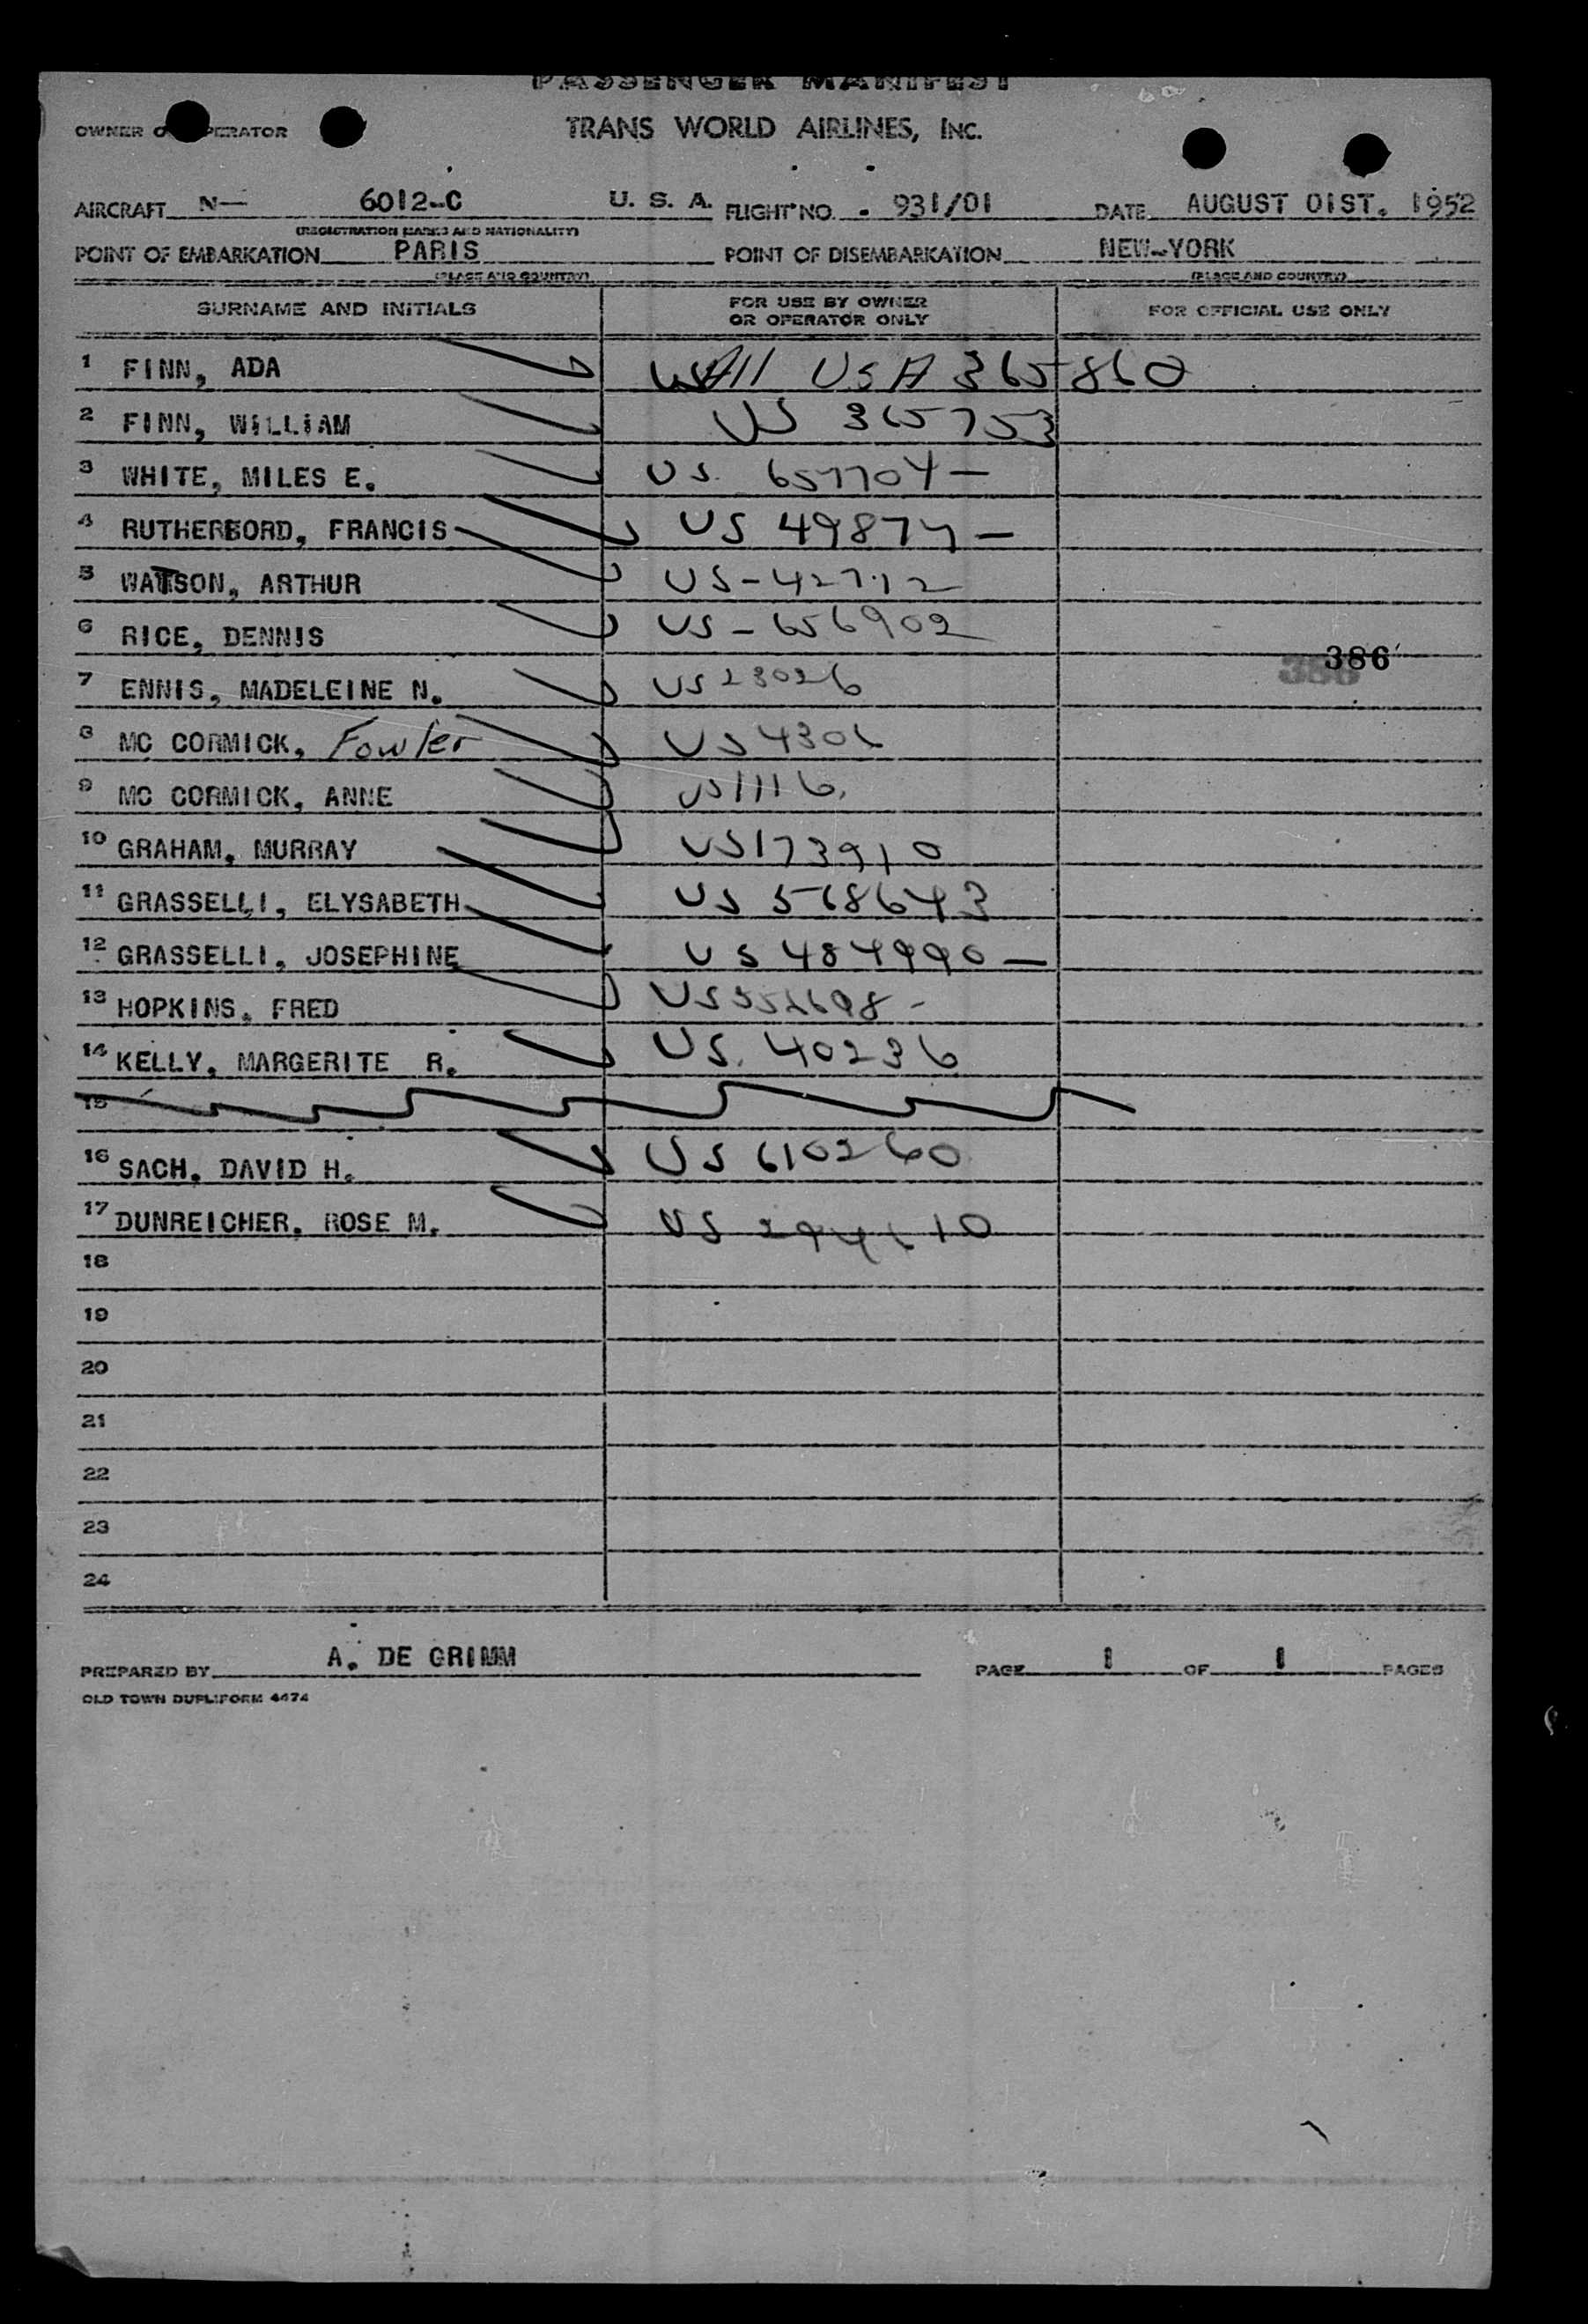 PASSENGER MANIFEST
OWNER O PERATOR
TRANS WORLD AIRLINES, INC.
AIRCRAFT N— 6012-C U. S. A. FLIGHT NO. 931/01 DATE AUGUST 01ST. 1952
(REGISTRATION MARKS AND NATIONALITY)
POINT OF EMBARKATION PARIS POINT OF DISEMBARKATION NEW-YORK
(PLACE AND COUNTRY) (PLACE AND COUNTRY)
SURNAME AND INITIALS FOR USE BY OWNER OR OPERATOR ONLY FOR OFFICIAL USE ONLY
1 FINN, ADA USA 365860
2 FINN, WILLIAM US 365753
3 WHITE, MILES E. US. 657704 —
4 RUTHERFORD, FRANCIS US 49874 —
5 WATSON, ARTHUR US-42712
6 RICE, DENNIS US-656902
386
7 ENNIS, MADELEINE N. US 23026
8 MC CORMICK, Fowler US 4306
9 MC CORMICK, ANNE US 1116.
10 GRAHAM, MURRAY US 173910
11 GRASSELLI, ELYSABETH US 568643
12 GRASSELLI, JOSEPHINE US 484990 —
13 HOPKINS, FRED
14 KELLY, MARGERITE R. US. 40236
15
16 SACH, DAVID H. US 610260
17 DUNREICHER, ROSE M. US
18
19
20
21
22
23
24
PREPARED BY A. DE GRIMM PAGE 1 OF 1 PAGES
OLD TOWN DUPLIFORM 4474